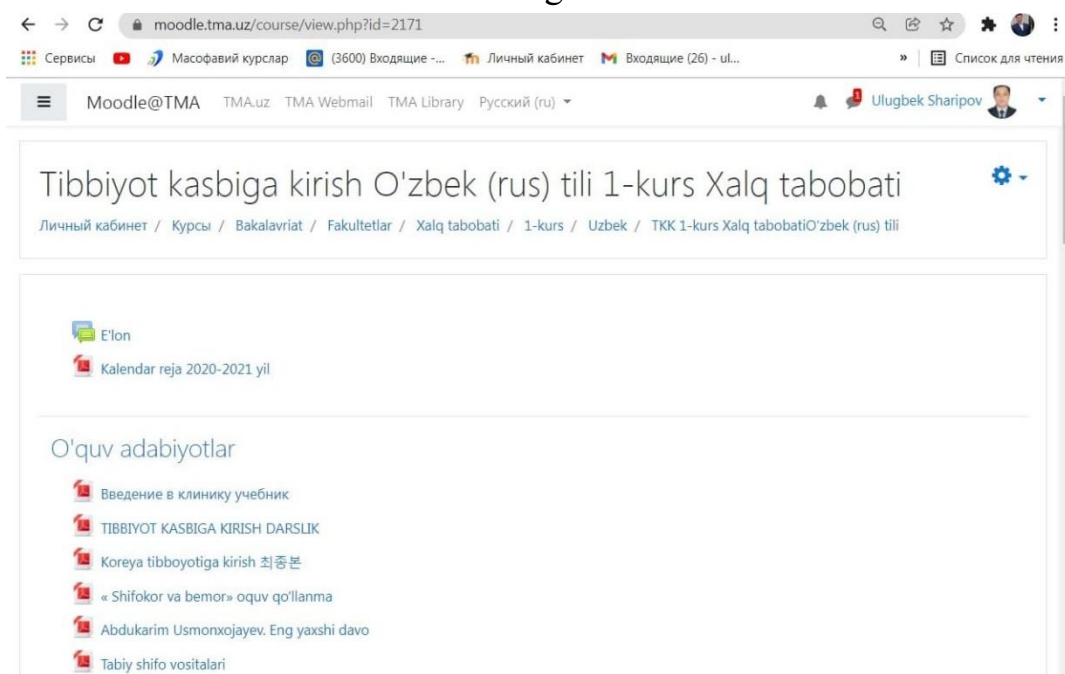 g
moodle.tma.uz/course/view.php?id=2171
Сервисы Масофавий курслар (3600) Входящие -... Личный кабинет Входящие (26) - ul... » Список для чтения
Moodle@TMA TMA.uz TMA Webmail TMA Library Русский (ru) 1 Ulugbek Sharipov
Tibbiyot kasbiga kirish O'zbek (rus) tili 1-kurs Xalq tabobati
Личный кабинет / Курсы / Bakalavriat / Fakultetlar / Xalq tabobati / 1-kurs / Uzbek / TKK 1-kurs Xalq tabobatiO'zbek (rus) tili
E'lon
Kalendar reja 2020-2021 yil
O'quv adabiyotlar
Введение в клинику учебник
TIBBIYOT KASBIGA KIRISH DARSLIK
Koreya tibboyotiga kirish 최종본
« Shifokor va bemor» oquv qo'llanma
Abdukarim Usmonxojayev. Eng yaxshi davo
Tabiy shifo vositalari